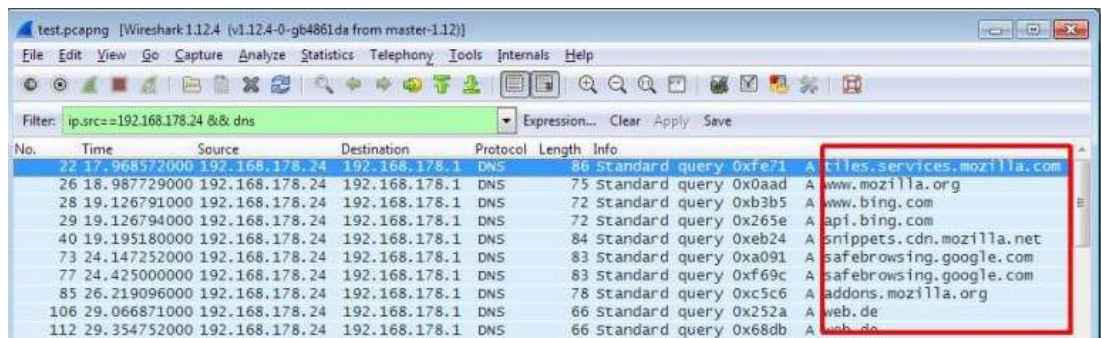 test.pcapng [Wireshark 1.12.4 (v1.12.4-0-gb4861da from master-1.12)]
File Edit View Go Capture Analyze Statistics Telephony Tools Internals Help
Filter: ip.src==192.168.178.24 && dns Expression... Clear Apply Save
No. Time Source Destination Protocol Length Info
22 17.968572000 192.168.178.24 192.168.178.1 DNS 86 Standard query 0xfe71 A tiles.services.mozilla.com
26 18.987729000 192.168.178.24 192.168.178.1 DNS 75 Standard query 0x0aad A www.mozilla.org
28 19.126791000 192.168.178.24 192.168.178.1 DNS 72 Standard query 0xb3b5 A www.bing.com
29 19.126794000 192.168.178.24 192.168.178.1 DNS 72 Standard query 0x265e A api.bing.com
40 19.195180000 192.168.178.24 192.168.178.1 DNS 84 Standard query 0xeb24 A snippets.cdn.mozilla.net
73 24.147252000 192.168.178.24 192.168.178.1 DNS 83 Standard query 0xa091 A safebrowsing.google.com
77 24.425000000 192.168.178.24 192.168.178.1 DNS 83 Standard query 0xf69c A safebrowsing.google.com
85 26.219096000 192.168.178.24 192.168.178.1 DNS 78 Standard query 0xc5c6 A addons.mozilla.org
106 29.066871000 192.168.178.24 192.168.178.1 DNS 66 Standard query 0x252a A web.de
112 29.354752000 192.168.178.24 192.168.178.1 DNS 66 Standard query 0x68db A web.de